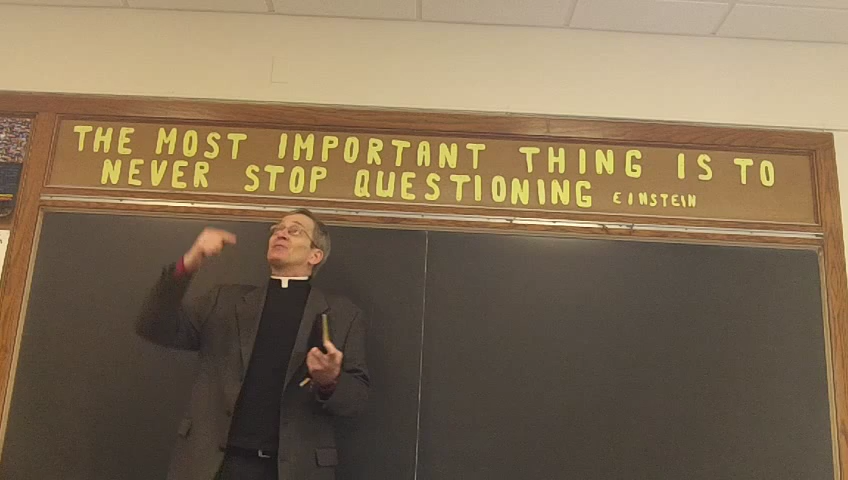 THE MOST IMPORTANT THING IS TO
NEVER STOP QUESTIONING EINSTEIN